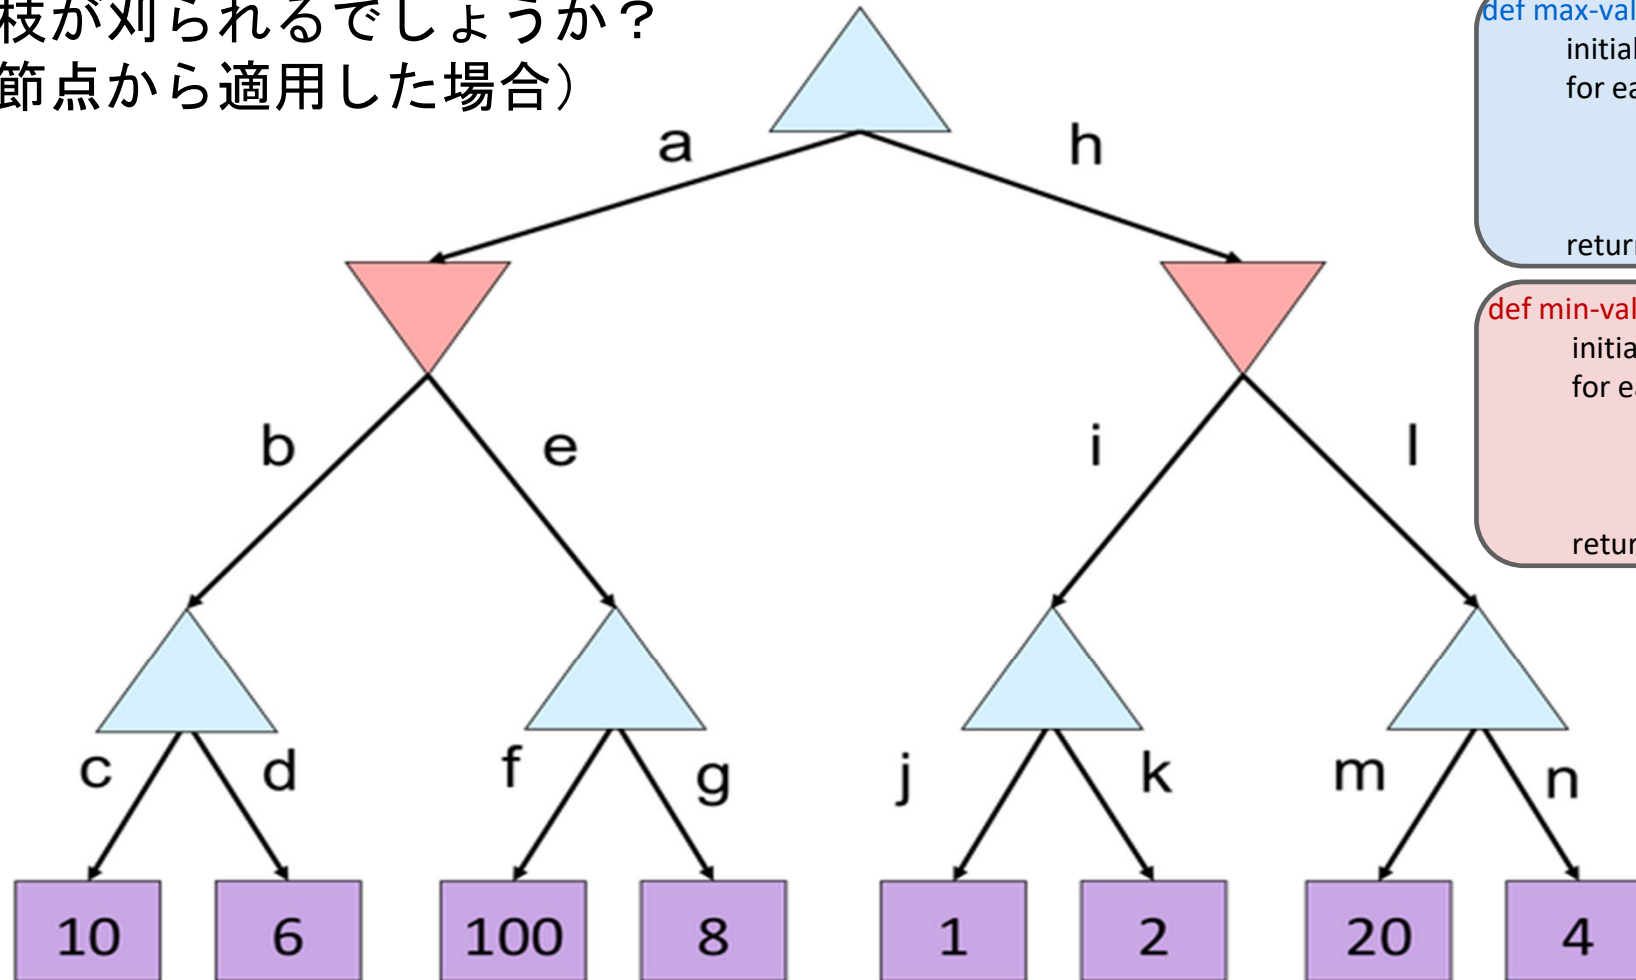 枝が刈られるでしょうか？
節点から適用した場合）
def max-val
initial
for ea
return
def min-val
initia
for ea
retur
a
h
b
e
i
l
c
d
f
g
j
k
m
n
10
6
100
8
1
2
20
4